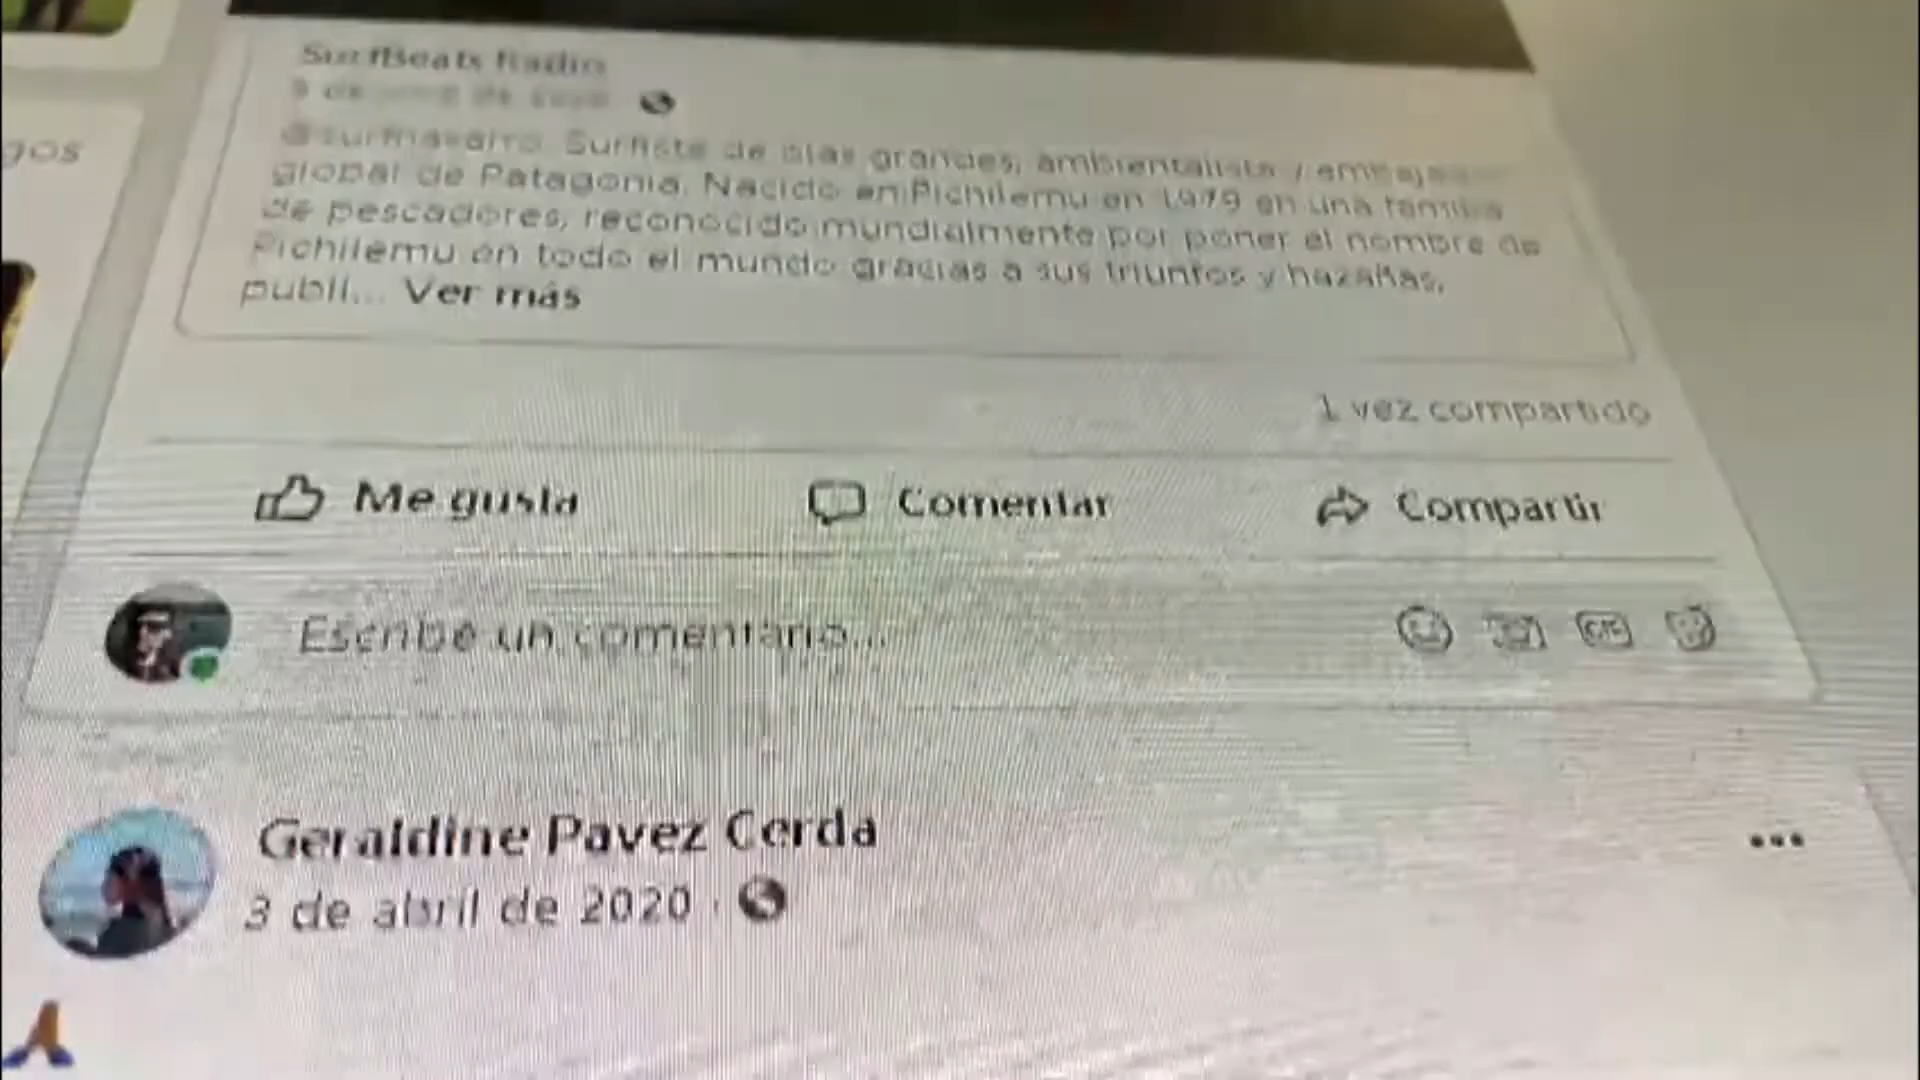 gos
SurfBeats Radio
@surfnavarro. Surfista de olas grandes, ambientalista y
global de Patagonia. Nacido en Pichilemu en 1979 en una familia
de pescadores, reconocido mundialmente por poner el nombre de
Pichilemu en todo el mundo gracias a sus triunfos y hazañas,
publi... Ver más
1 vez compartido
Me gusta
Comentar
Compartir
Escribe un comentario...
GIF
Geraldine Pavez Cerda
3 de abril de 2020